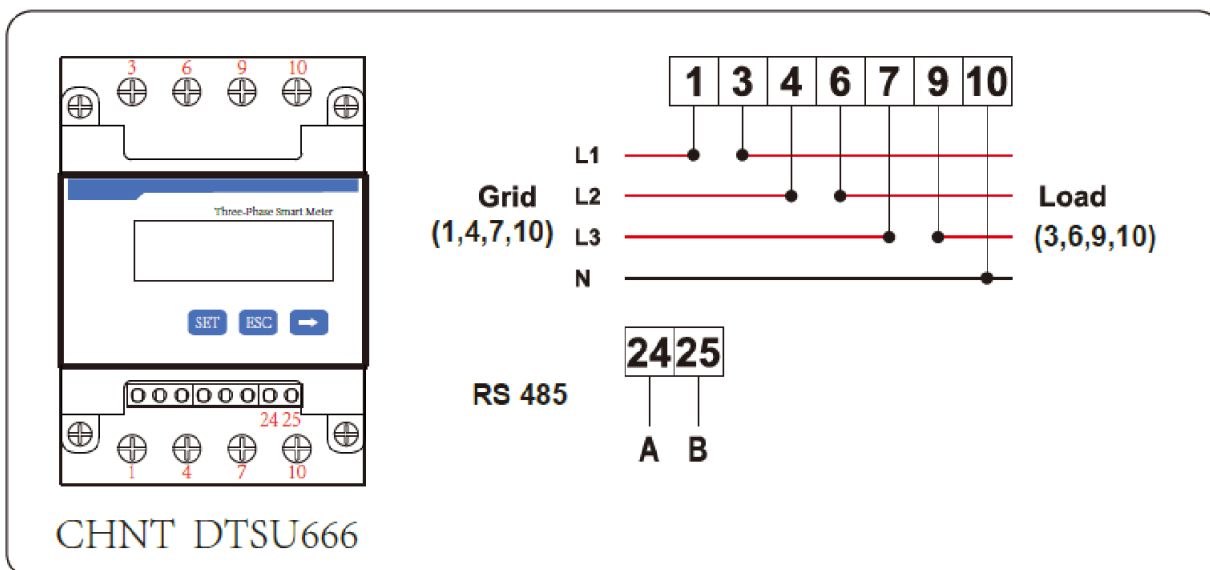 3 6 9 10
Three-Phase Smart Meter
SET ESC
24 25
1 4 7 10
CHNT DTSU666
1 3 4 6 7 9 10
L1
L2
L3
N
Grid
(1,4,7,10)
Load
(3,6,9,10)
24 25
RS 485
A B